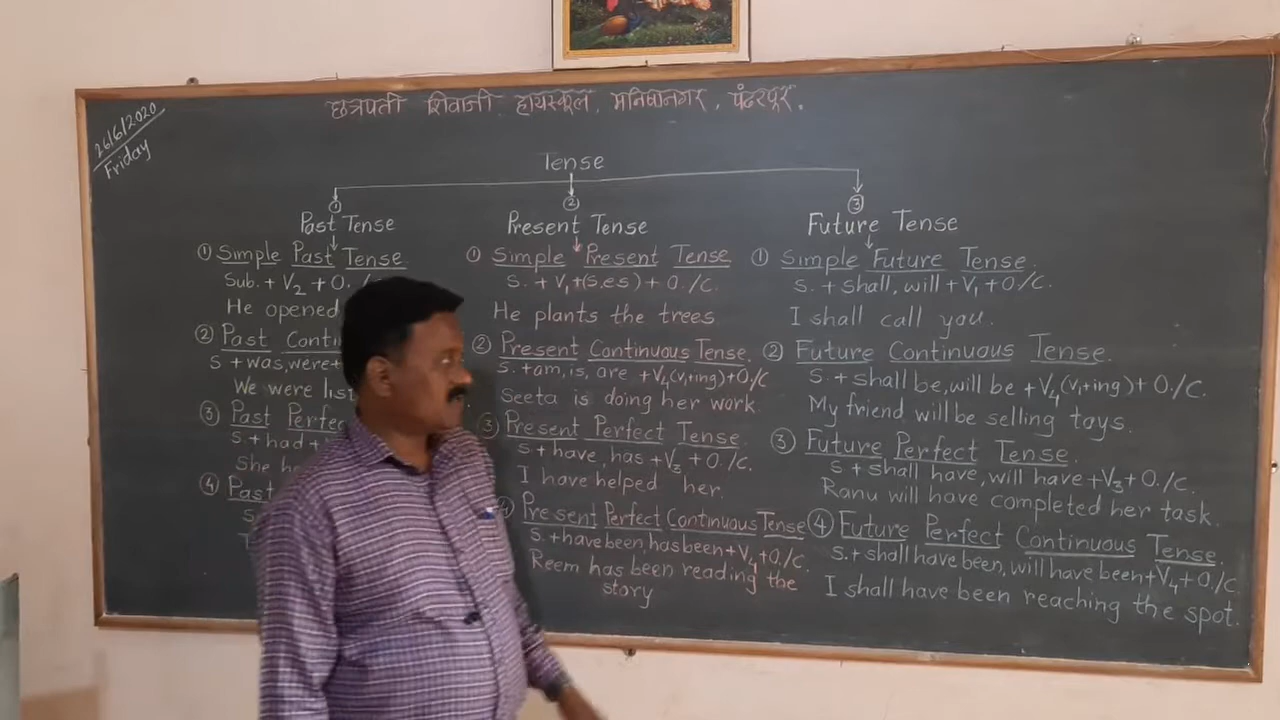 26/6/2020
Friday
छत्रपती शिवाजी हायस्कूल, मनिषानगर, पंढरपूर.
Tense
① ② ③
Past Tense
① Simple Past Tense
Sub. + V2 + O.
He opened
② Past
S + was, were +
We were
③ Past
S + had +
She
④ Past
Present Tense
① Simple Present Tense
S. + V1 + (s.es) + O./C.
He plants the trees
② Present Continuous Tense.
S. + am, is, are + V4 (V1+ing) + O./C
Seeta is doing her work.
③ Present Perfect Tense.
S + have, has + V3 + O./C.
I have helped her.
Present Perfect Continuous Tense
S. + have been, has been + V4 + O./C.
Reem has been reading the
story
Future Tense
① Simple Future Tense.
S. + shall, will + V1 + O/C.
I shall call you.
② Future Continuous Tense.
S. + shall be, will be + V4 (V1+ing) + O./C
My friend will be selling toys.
③ Future Perfect Tense.
S + shall have, will have + V3 + O./C.
Ranu will have completed her task.
④ Future Perfect Continuous Tense.
S. + shall have been, will have been + V4 + O./C
I shall have been reaching the spot.